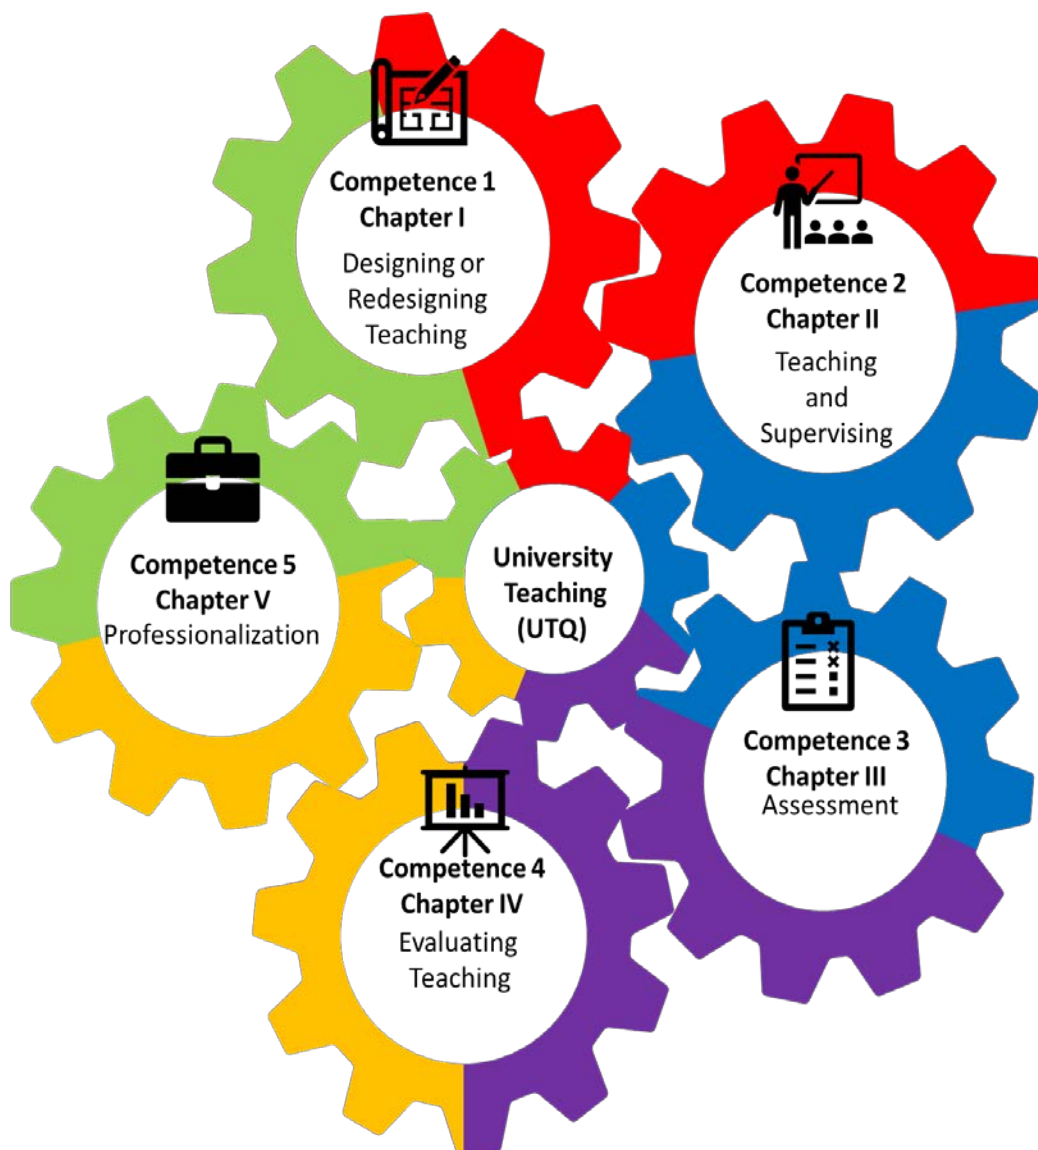 Competence 1
Chapter I
Designing or
Redesigning
Teaching
Competence 2
Chapter II
Teaching
and
Supervising
Competence 5
Chapter V
Professionalization
University
Teaching
(UTQ)
Competence 3
Chapter III
Assessment
Competence 4
Chapter IV
Evaluating
Teaching